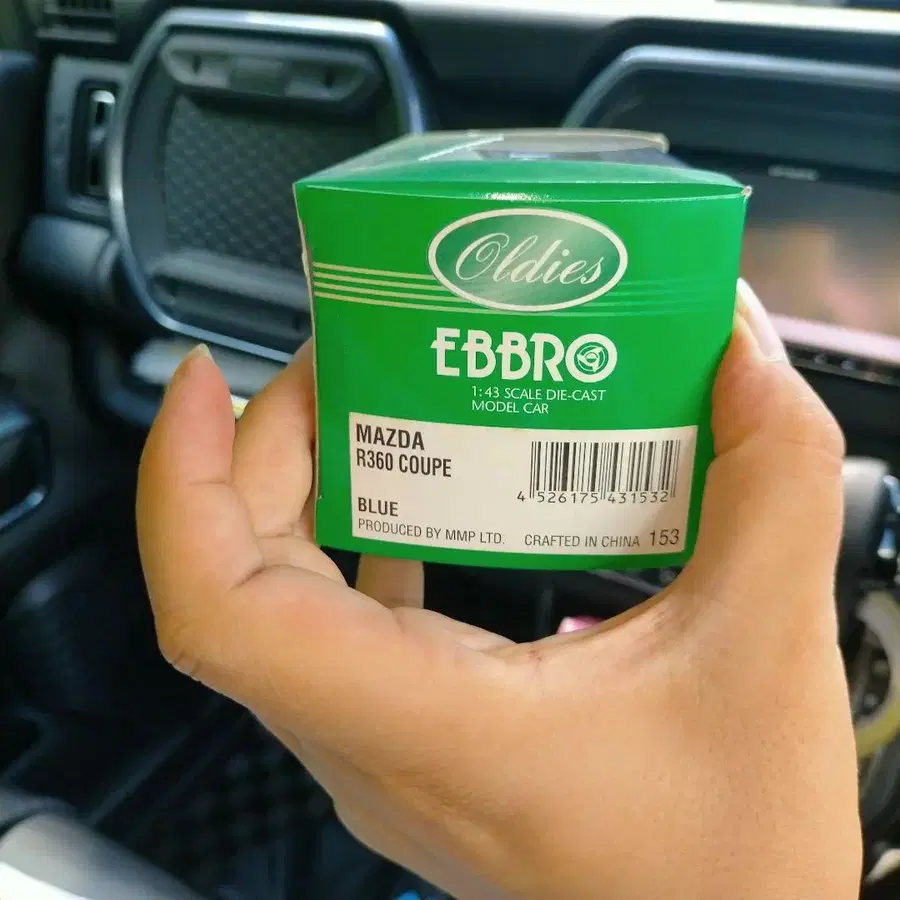 Oldies
EBBRO
1:43 SCALE DIE-CAST
MODEL CAR
MAZDA
R360 COUPE
4 526175 431532
BLUE
PRODUCED BY MMP LTD. CRAFTED IN CHINA 153